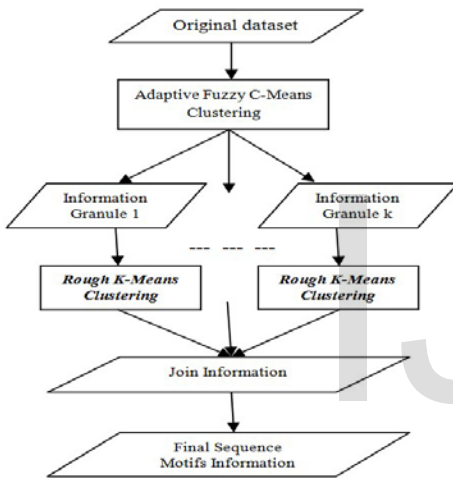 Original dataset
Adaptive Fuzzy C-Means
Clustering
Information
Granule 1
Information
Granule k
Rough K-Means
Clustering
Rough K-Means
Clustering
Join Information
Final Sequence
Motifs Information